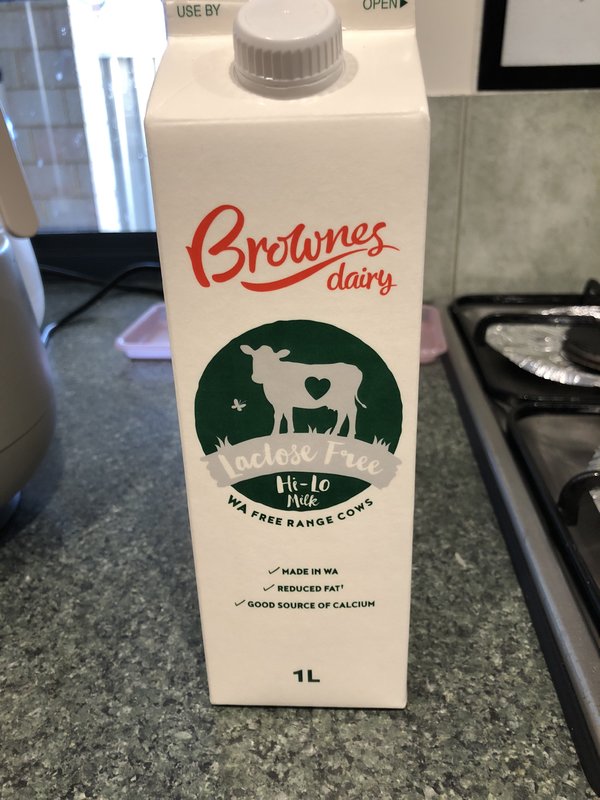 USE BY
OPEN▶
Brownes
dairy
Lactose Free
Hi-Lo
Milk
WA FREE RANGE COWS
✓ MADE IN WA
✓ REDUCED FAT†
✓ GOOD SOURCE OF CALCIUM
1L